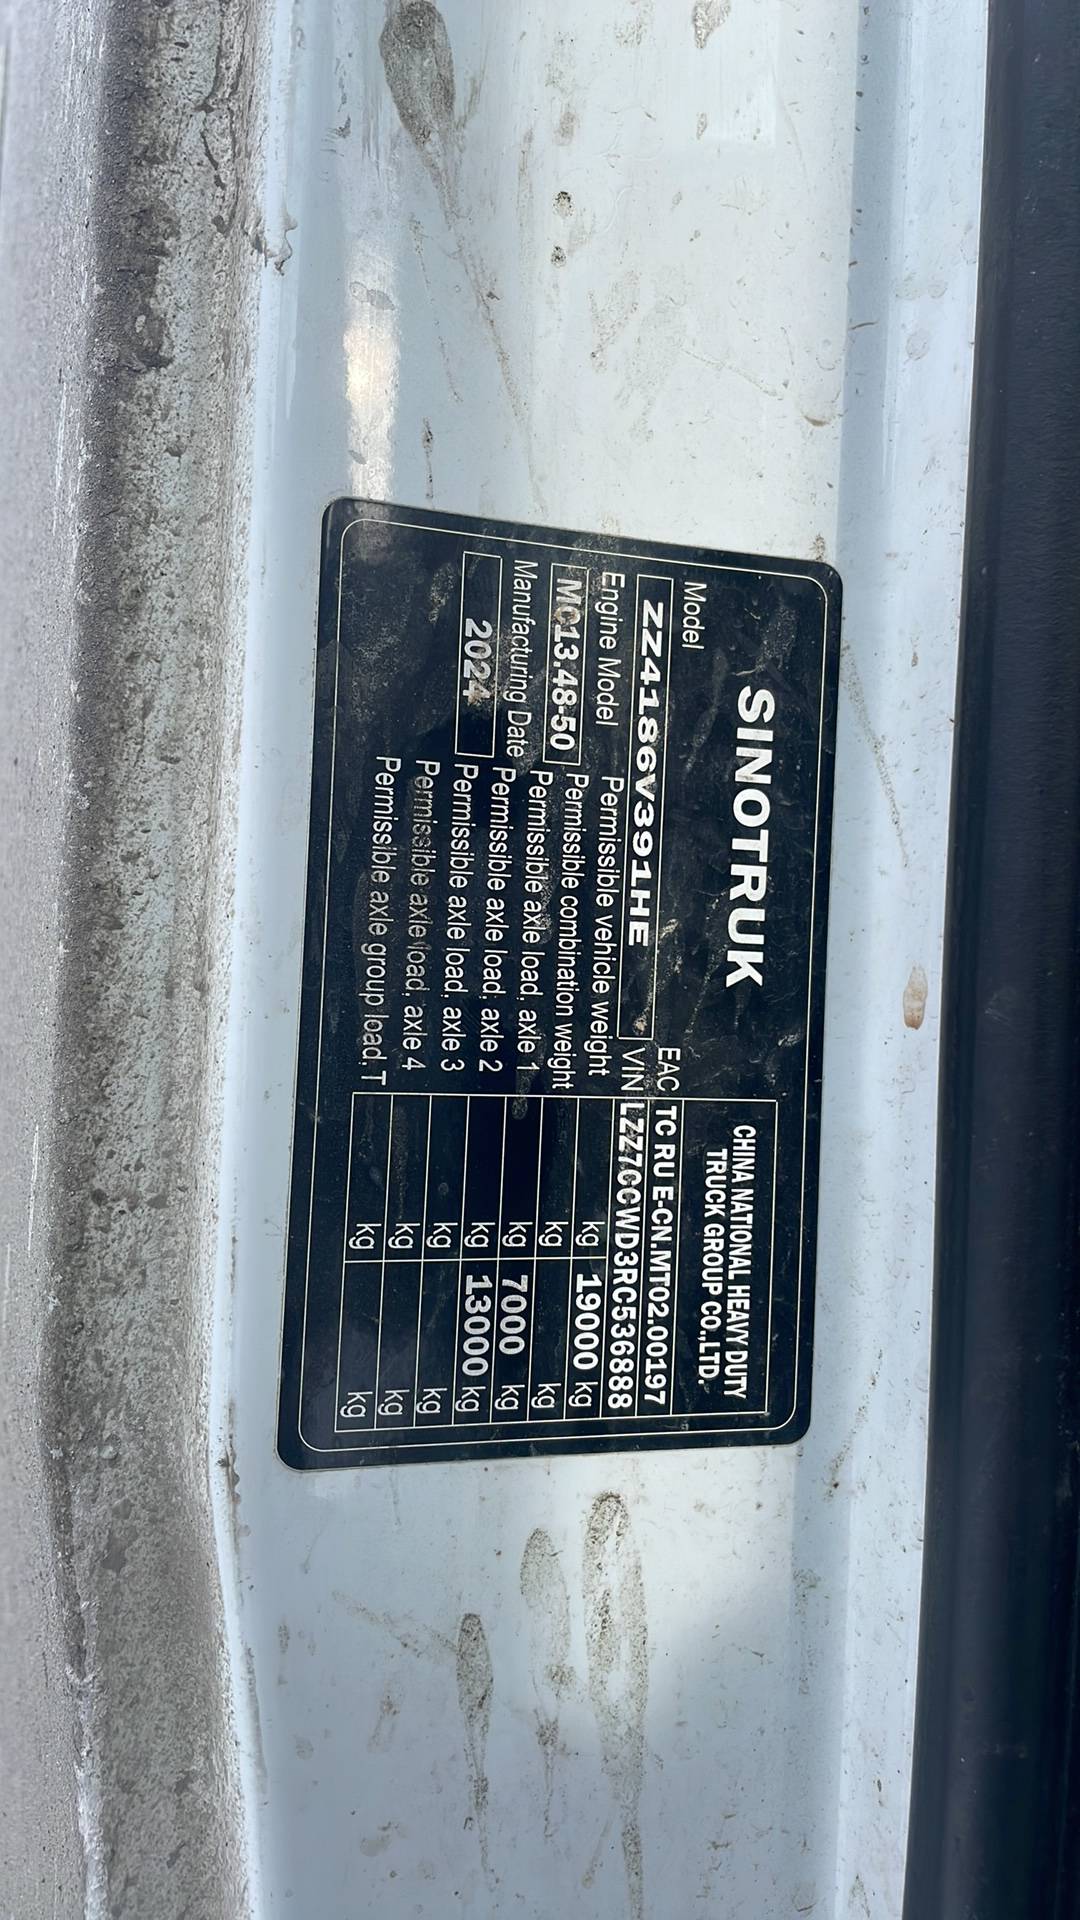 SINOTRUK
CHINA NATIONAL HEAVY DUTY
TRUCK GROUP CO.,LTD.
Model
ZZ4186V391HE
EAC TC RU E-CN.MT02.00197
VIN LZZ7CCWD3RC536888
Engine Model
MC13.48-50
Manufacturing Date
2024
Permissible vehicle weight kg 19000 kg
Permissible combination weight kg kg
Permissible axle load, axle 1 kg 7000 kg
Permissible axle load, axle 2 kg 13000 kg
Permissible axle load, axle 3 kg kg
Permissible axle load, axle 4 kg kg
Permissible axle group load, T kg kg